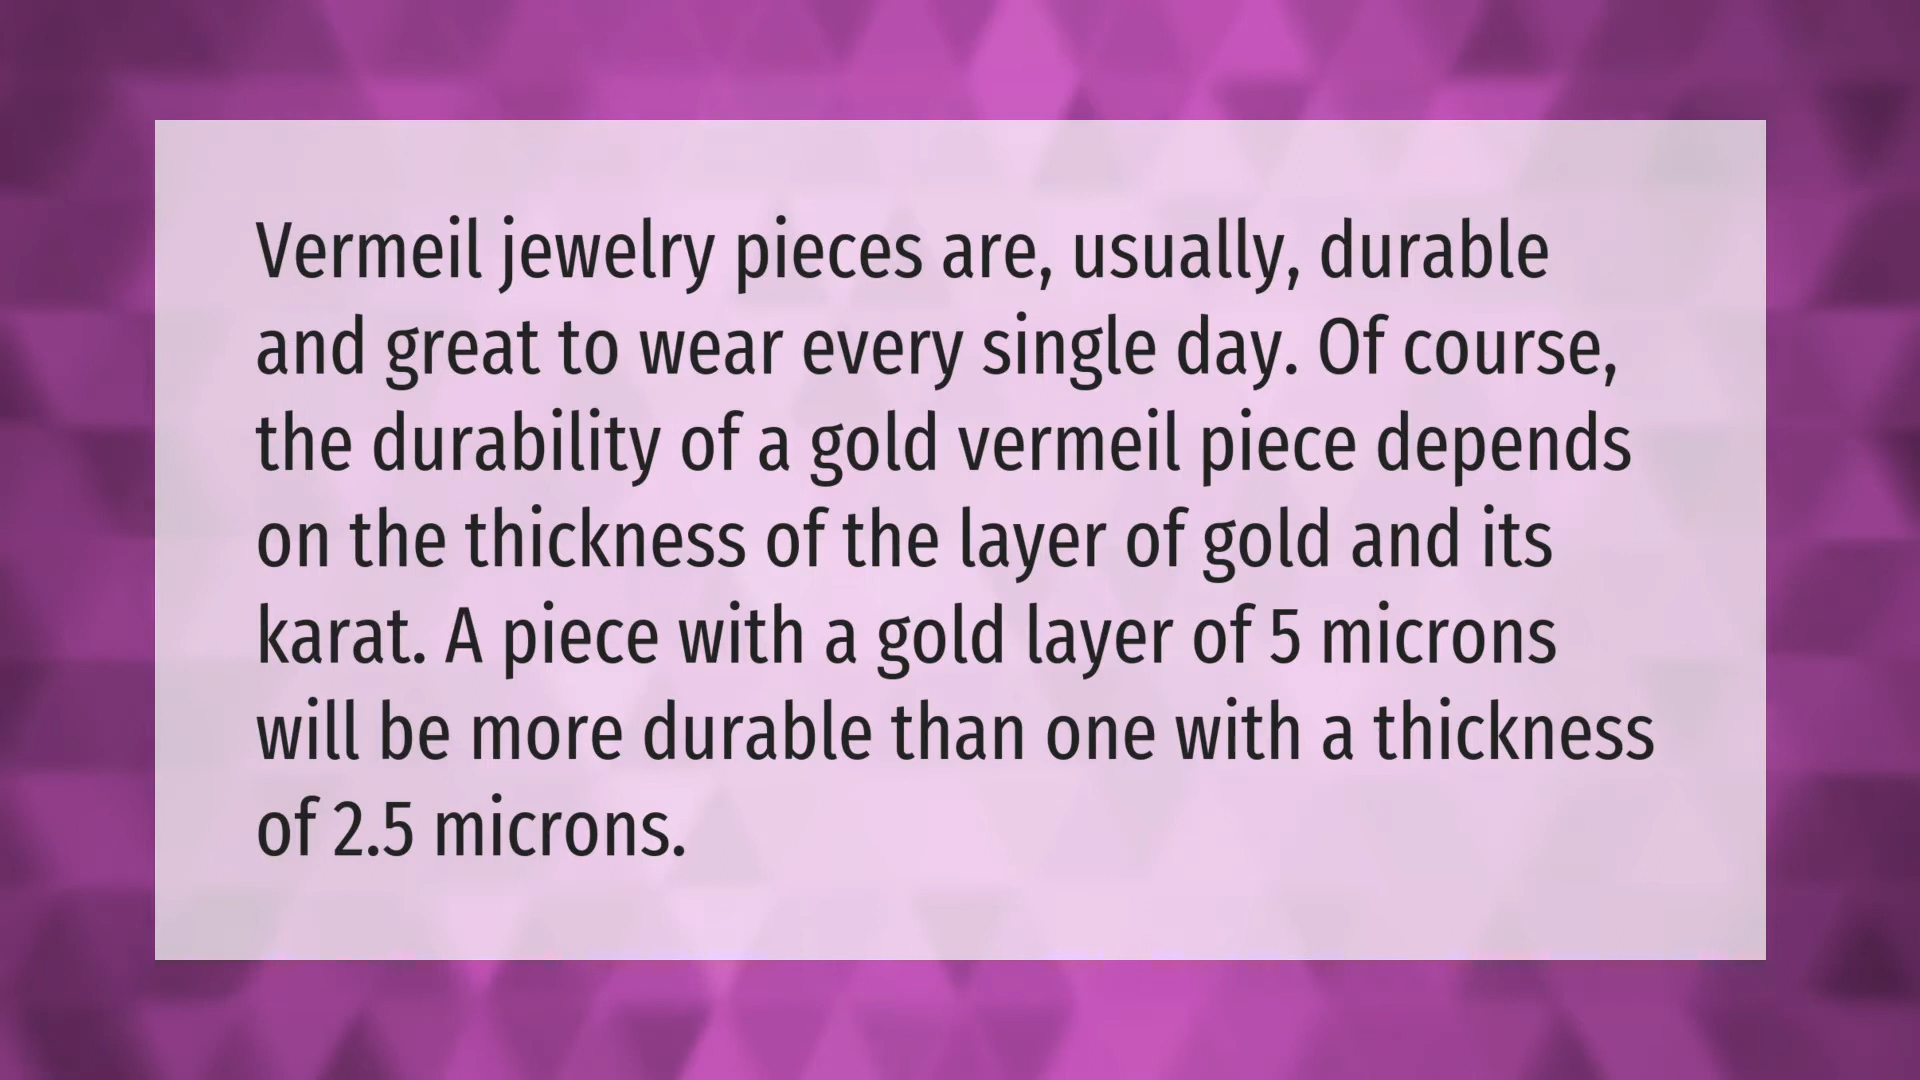 Vermeil jewelry pieces are, usually, durable
and great to wear every single day. Of course,
the durability of a gold vermeil piece depends
on the thickness of the layer of gold and its
karat. A piece with a gold layer of 5 microns
will be more durable than one with a thickness
of 2.5 microns.